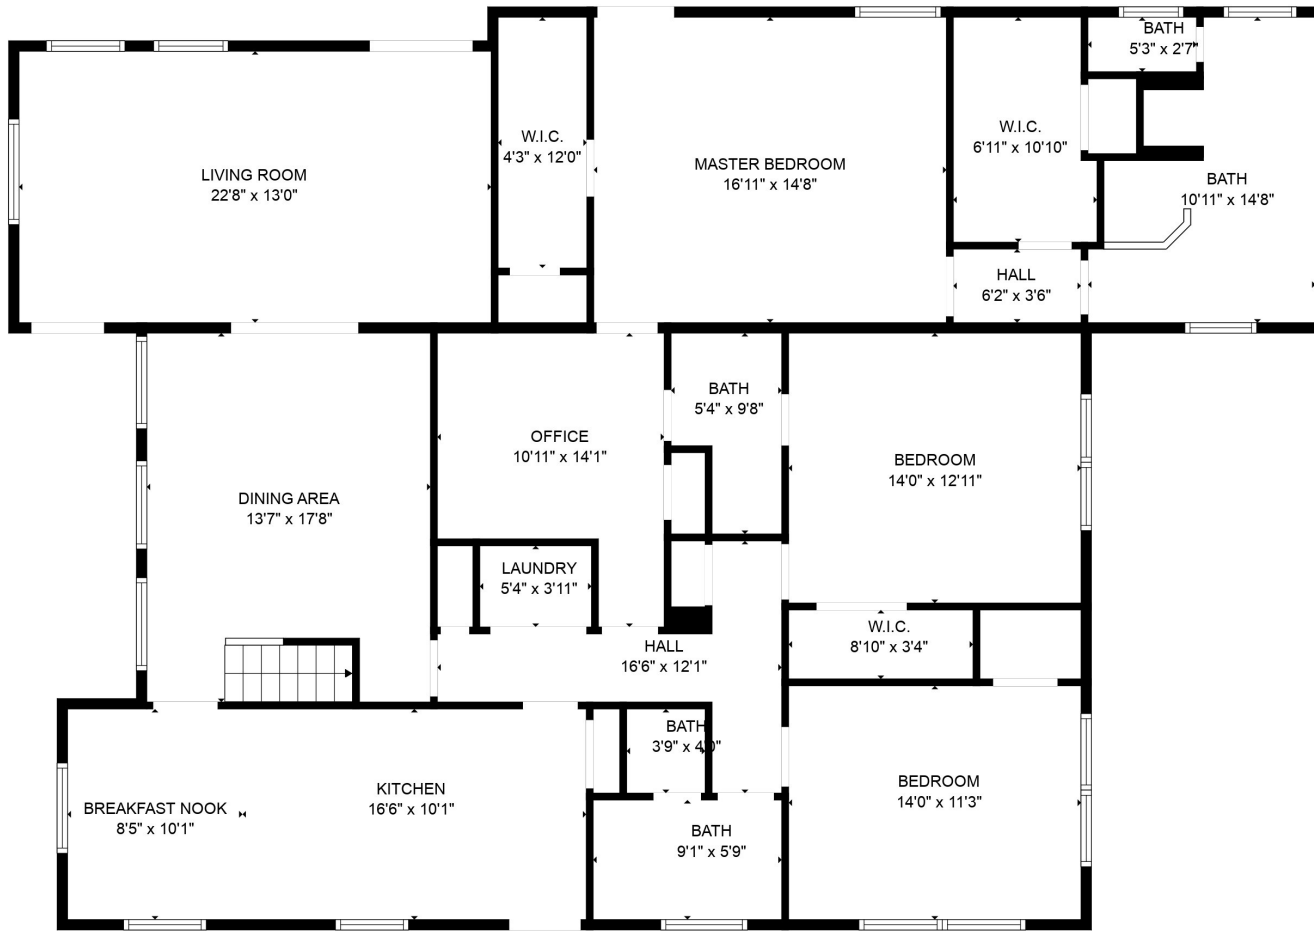 BATH
5'3" x 2'7"
W.I.C.
4'3" x 12'0"
W.I.C.
6'11" x 10'10"
MASTER BEDROOM
16'11" x 14'8"
LIVING ROOM
22'8" x 13'0"
BATH
10'11" x 14'8"
HALL
6'2" x 3'6"
BATH
5'4" x 9'8"
OFFICE
10'11" x 14'1"
BEDROOM
14'0" x 12'11"
DINING AREA
13'7" x 17'8"
LAUNDRY
5'4" x 3'11"
W.I.C.
8'10" x 3'4"
HALL
16'6" x 12'1"
BATH
3'9" x 4'0"
BEDROOM
14'0" x 11'3"
KITCHEN
16'6" x 10'1"
BREAKFAST NOOK
8'5" x 10'1"
BATH
9'1" x 5'9"